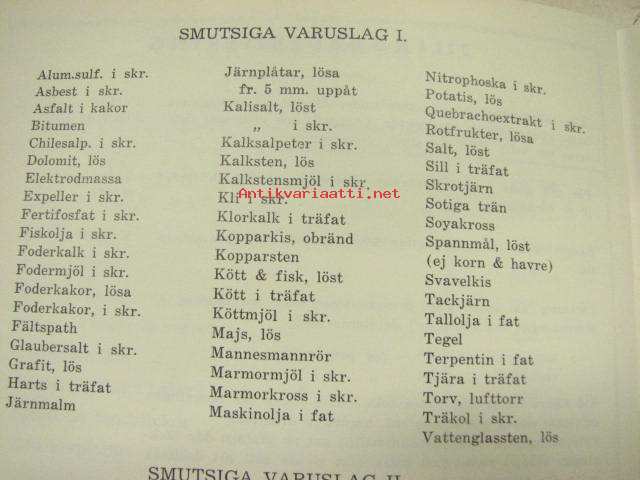 SMUTSIGA VARUSLAG I.
Alum.sulf. i skr.
Asbest i skr.
Asfalt i kakor
Bitumen
Chilesalp. i skr.
Dolomit, lös
Elektrodmassa
Expeller i skr.
Fertifosfat i skr.
Fiskolja i skr.
Foderkalk i skr.
Fodermjöl i skr.
Foderkakor, lösa
Foderkakor, i skr.
Fältspath
Glaubersalt i skr.
Grafit, lös
Harts i träfat
Järnmalm
Järnplåtar, lösa
fr. 5 mm. uppåt
Kalisalt, löst
„ i skr.
Kalksalpeter i skr.
Kalksten, lös
Kalkstensmjöl i skr.
Kli i skr.
Klorkalk i träfat
Kopparkis, obränd
Kopparsten
Kött & fisk, löst
Kött i träfat
Köttmjöl i skr.
Majs, lös
Mannesmannrör
Marmormjöl i skr.
Marmorkross i skr.
Maskinolja i fat
Nitrophoska i skr.
Potatis, lös
Quebrachoextrakt i skr.
Rotfrukter, lösa
Salt, löst
Sill i träfat
Skrotjärn
Sotiga trän
Soyakross
Spannmål, löst
(ej korn & havre)
Svavelkis
Tackjärn
Tallolja i fat
Tegel
Terpentin i fat
Tjära i träfat
Torv, lufttorr
Träkol i skr.
Vattenglassten, lös
Antikvariaatti.net
SMUTSIGA VARUSLAG II